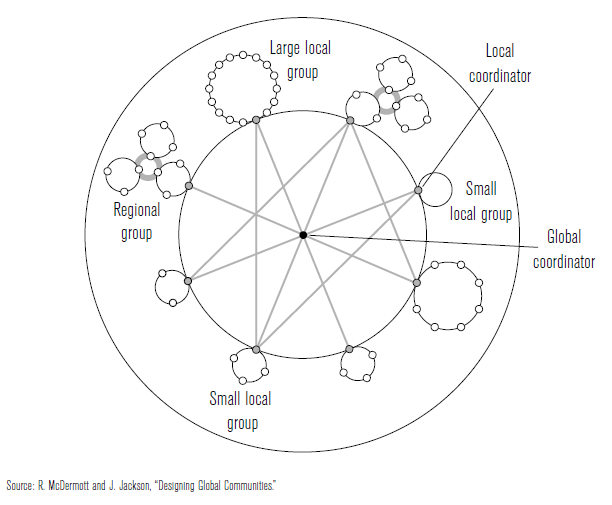 Large local
group
Local
coordinator
Small
local group
Regional
group
Global
coordinator
Small local
group
Source: R. McDermott and J. Jackson, “Designing Global Communities.”